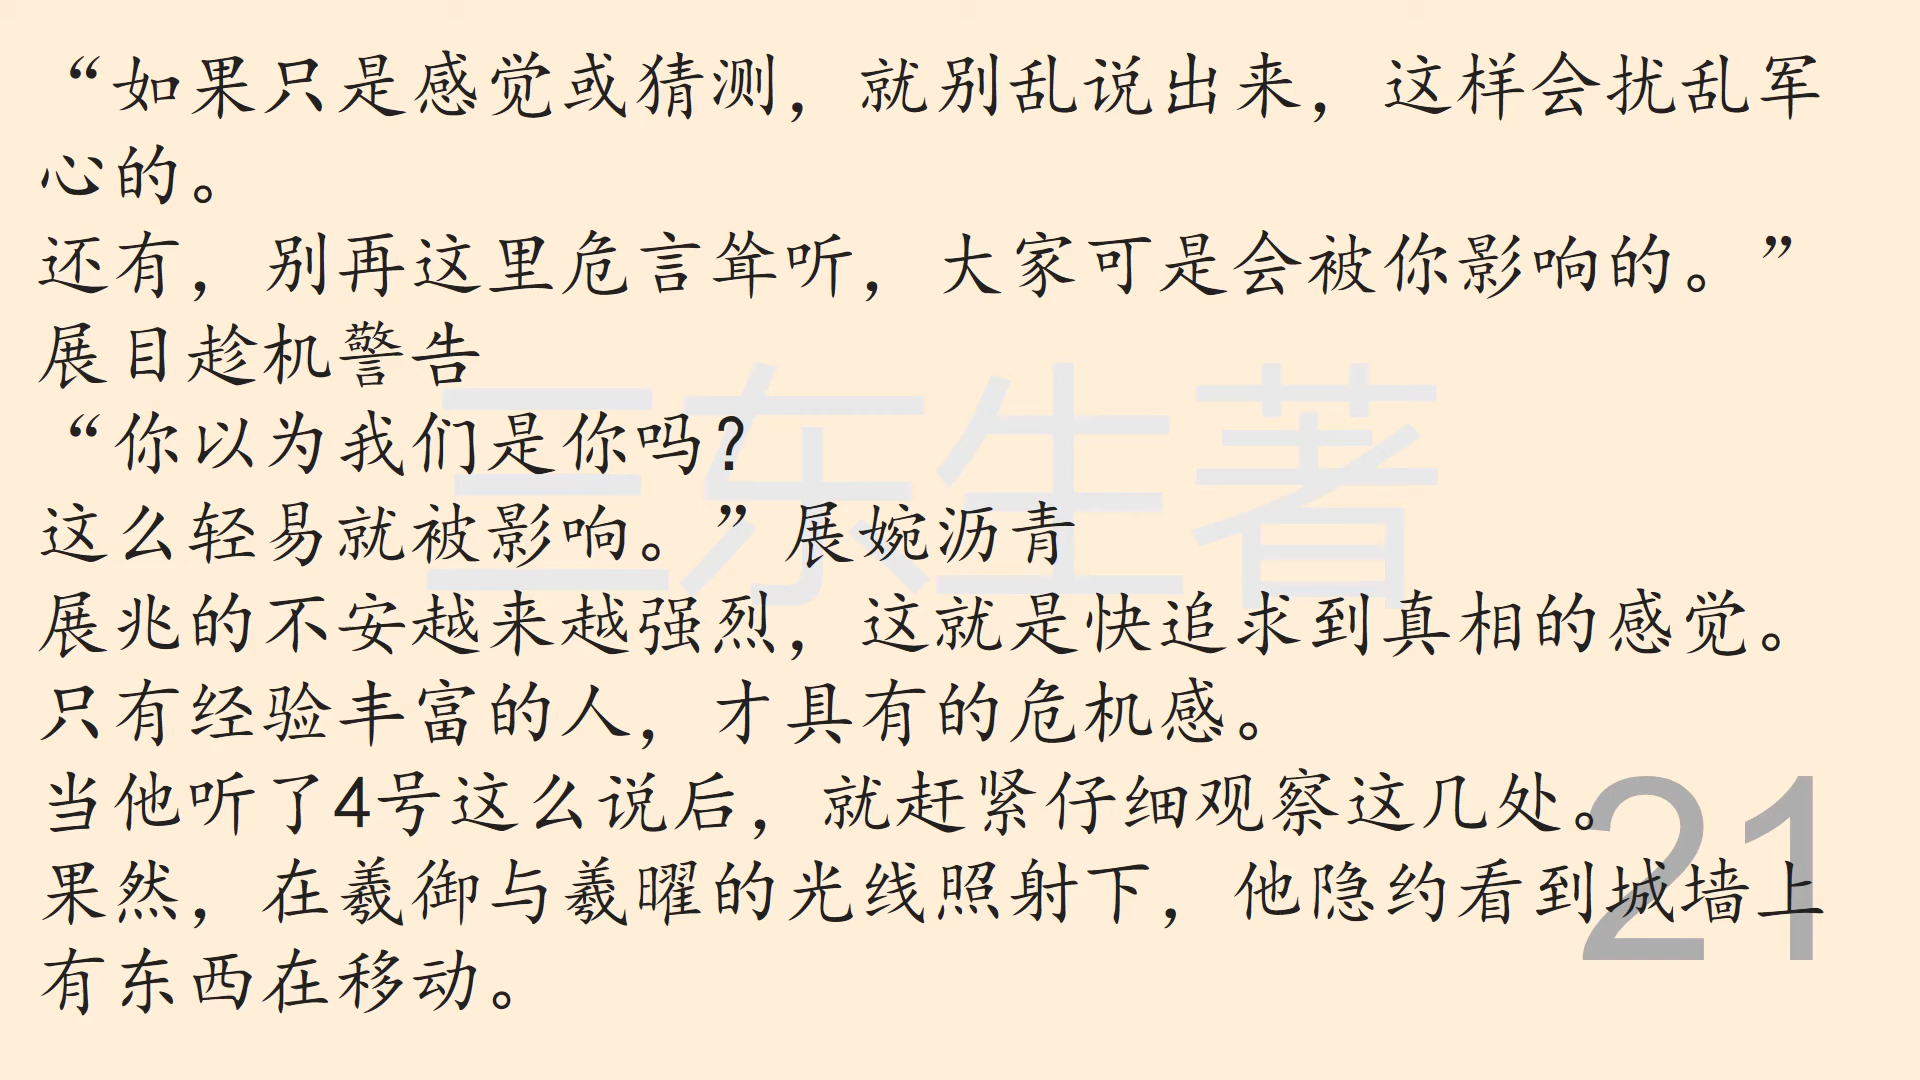 “如果只是感觉或猜测，就别乱说出来，这样会扰乱军
心的。
还有，别再这里危言耸听，大家可是会被你影响的。”
展目趁机警告
“你以为我们是你吗？
这么轻易就被影响。”展婉沥青
展兆的不安越来越强烈，这就是快追求到真相的感觉。
只有经验丰富的人，才具有的危机感。
当他听了4号这么说后，就赶紧仔细观察这几处。
果然，在羲御与羲曜的光线照射下，他隐约看到城墙上
有东西在移动。
三东生著
21